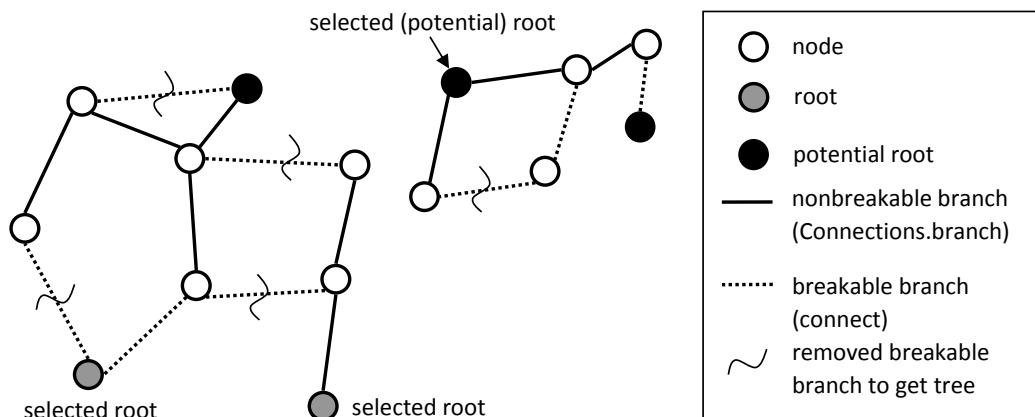 selected (potential) root
selected root
selected root
node
root
potential root
nonbreakable branch
(Connections.branch)
breakable branch
(connect)
removed breakable
branch to get tree